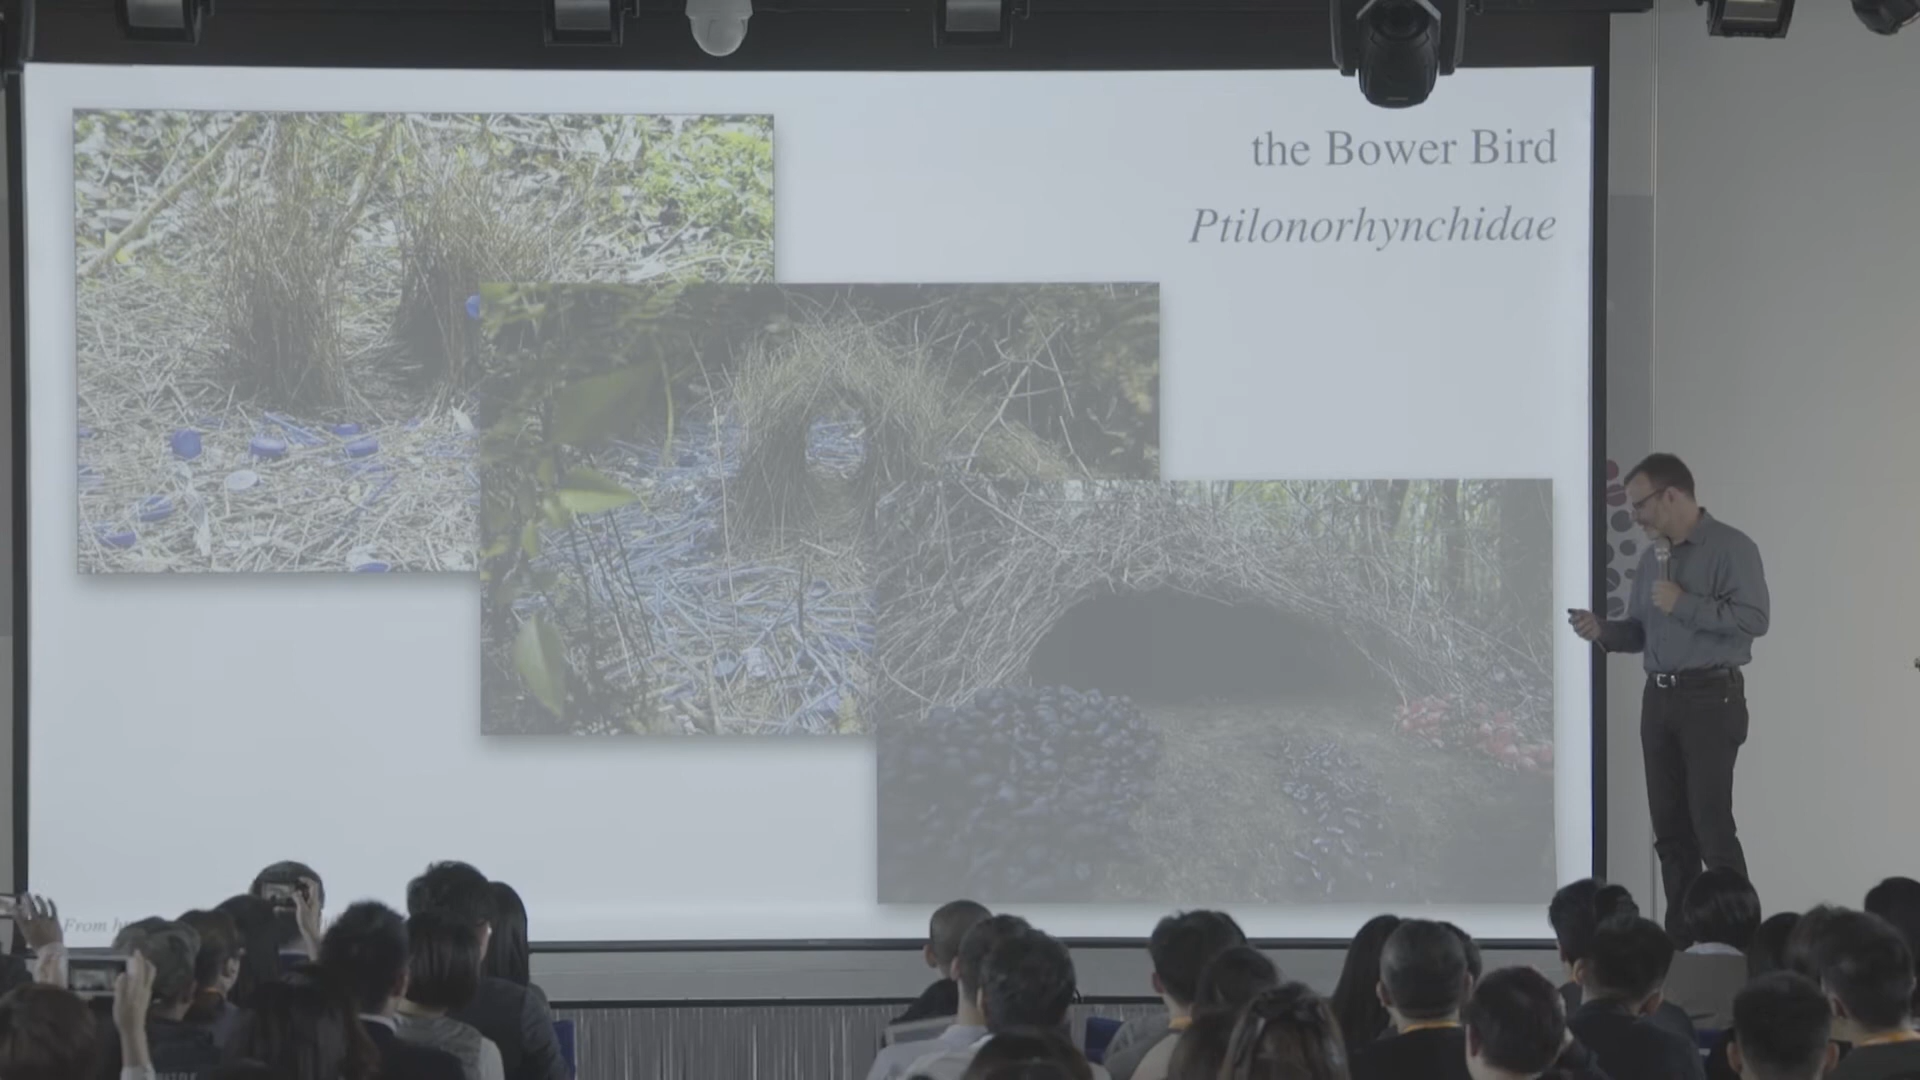 the Bower Bird
Ptilonorhynchidae
From